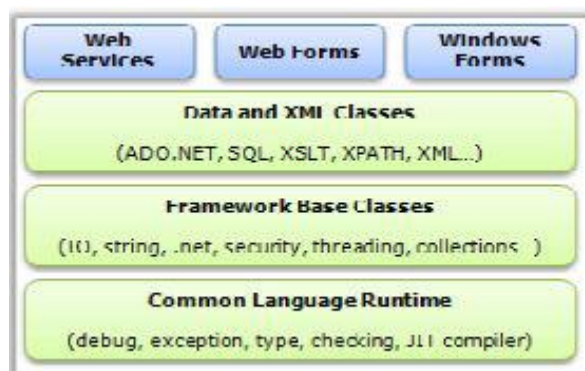 Web Services
Web Forms
Windows Forms
Data and XML Classes
(ADO.NET, SQL, XSLT, XPATH, XML...)
Framework Base Classes
(IO, string, .net, security, threading, collections...)
Common Language Runtime
(debug, exception, type, checking, JIT compiler)